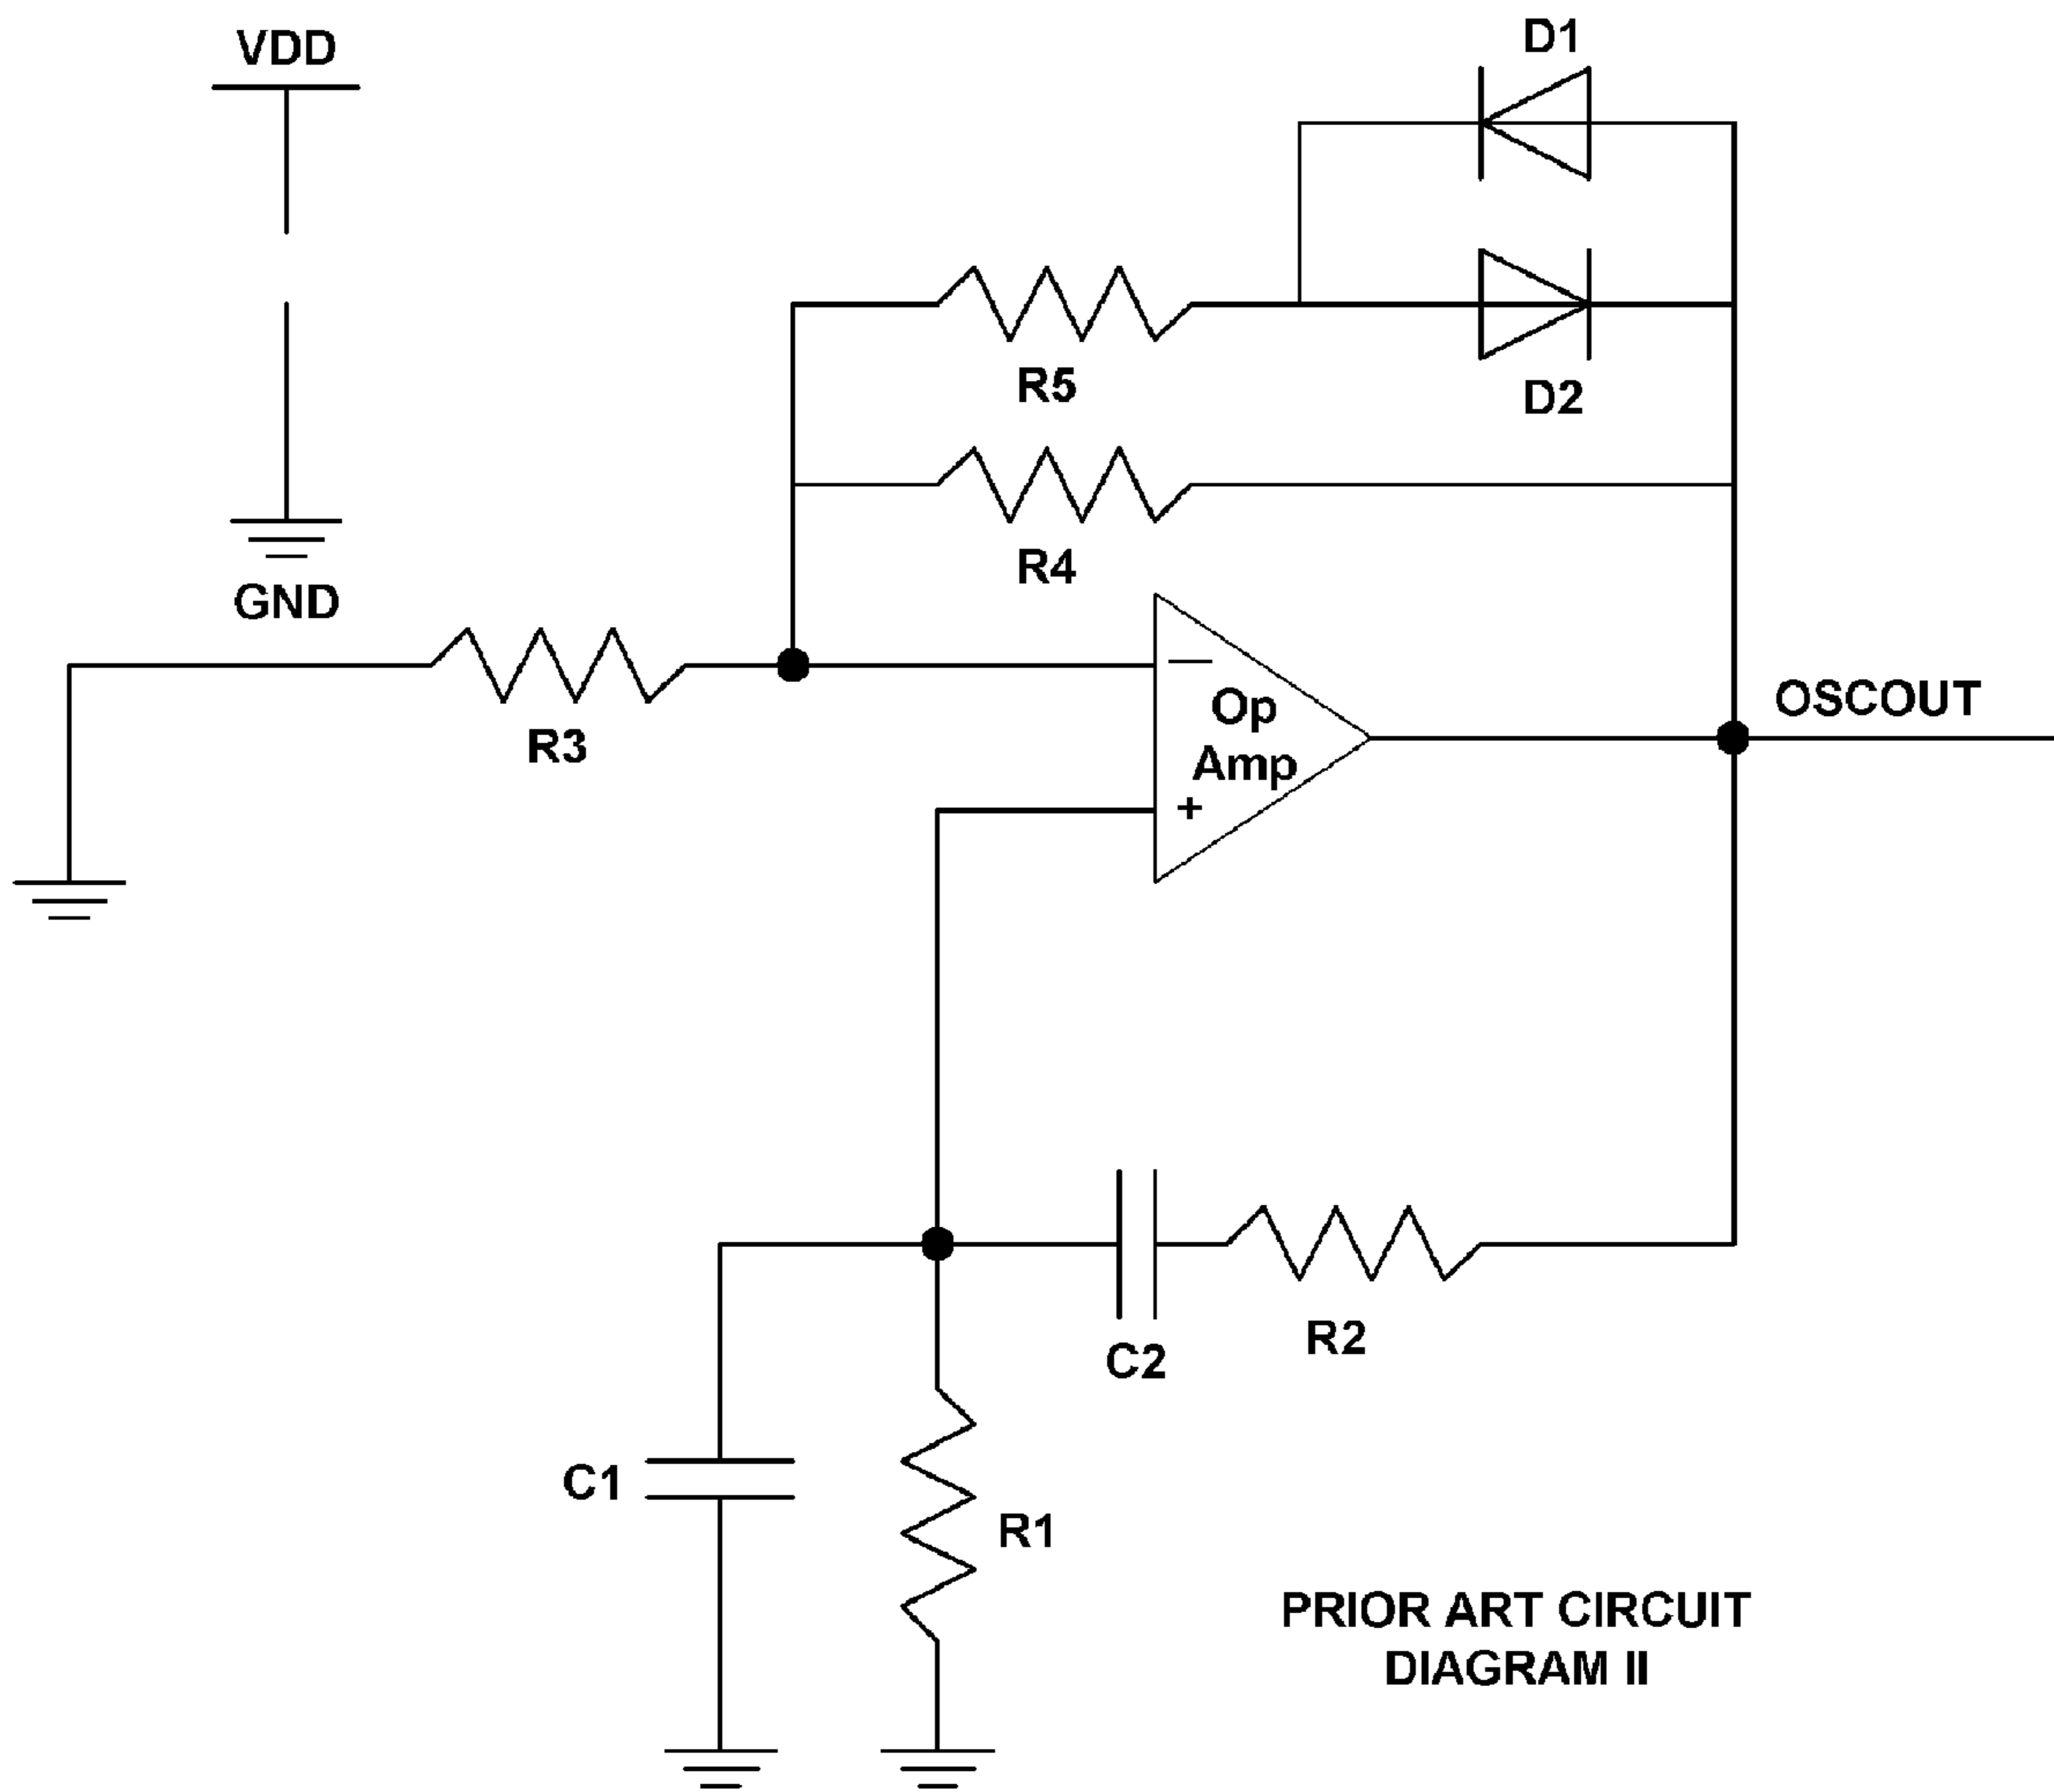 VDD
D1
D2
R5
R4
GND
R3
—
Op
Amp
+
OSCOUT
C2
R2
C1
R1
PRIOR ART CIRCUIT
DIAGRAM II